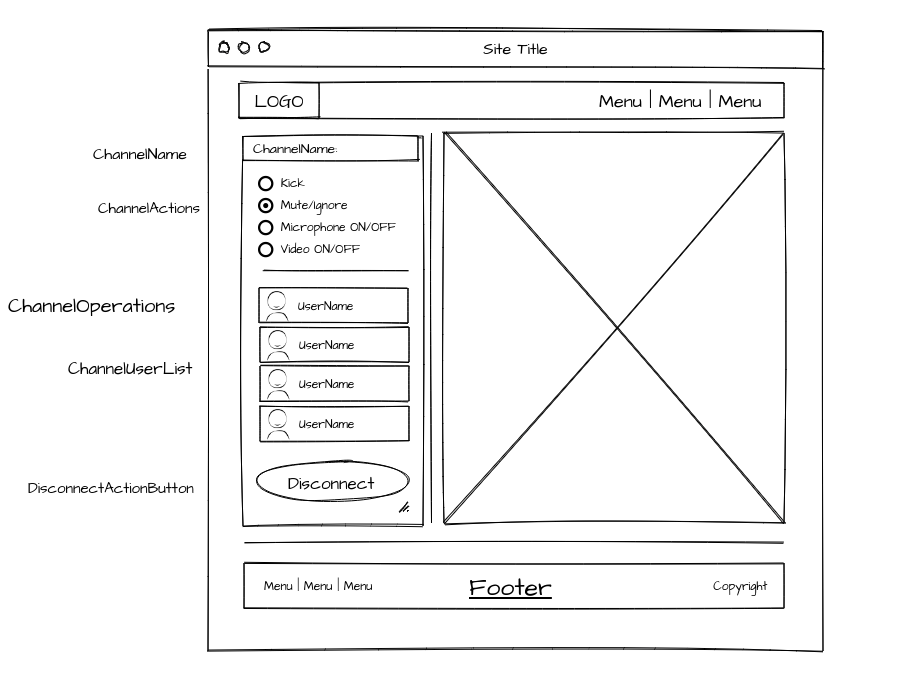 Site Title
LOGO
Menu | Menu | Menu
ChannelName
ChannelName:
ChannelActions
Kick
Mute/Ignore
Microphone ON/OFF
Video ON/OFF
ChannelOperations
UserName
UserName
ChannelUserList
UserName
UserName
DisconnectActionButton
Disconnect
Menu | Menu | Menu
Footer
Copyright